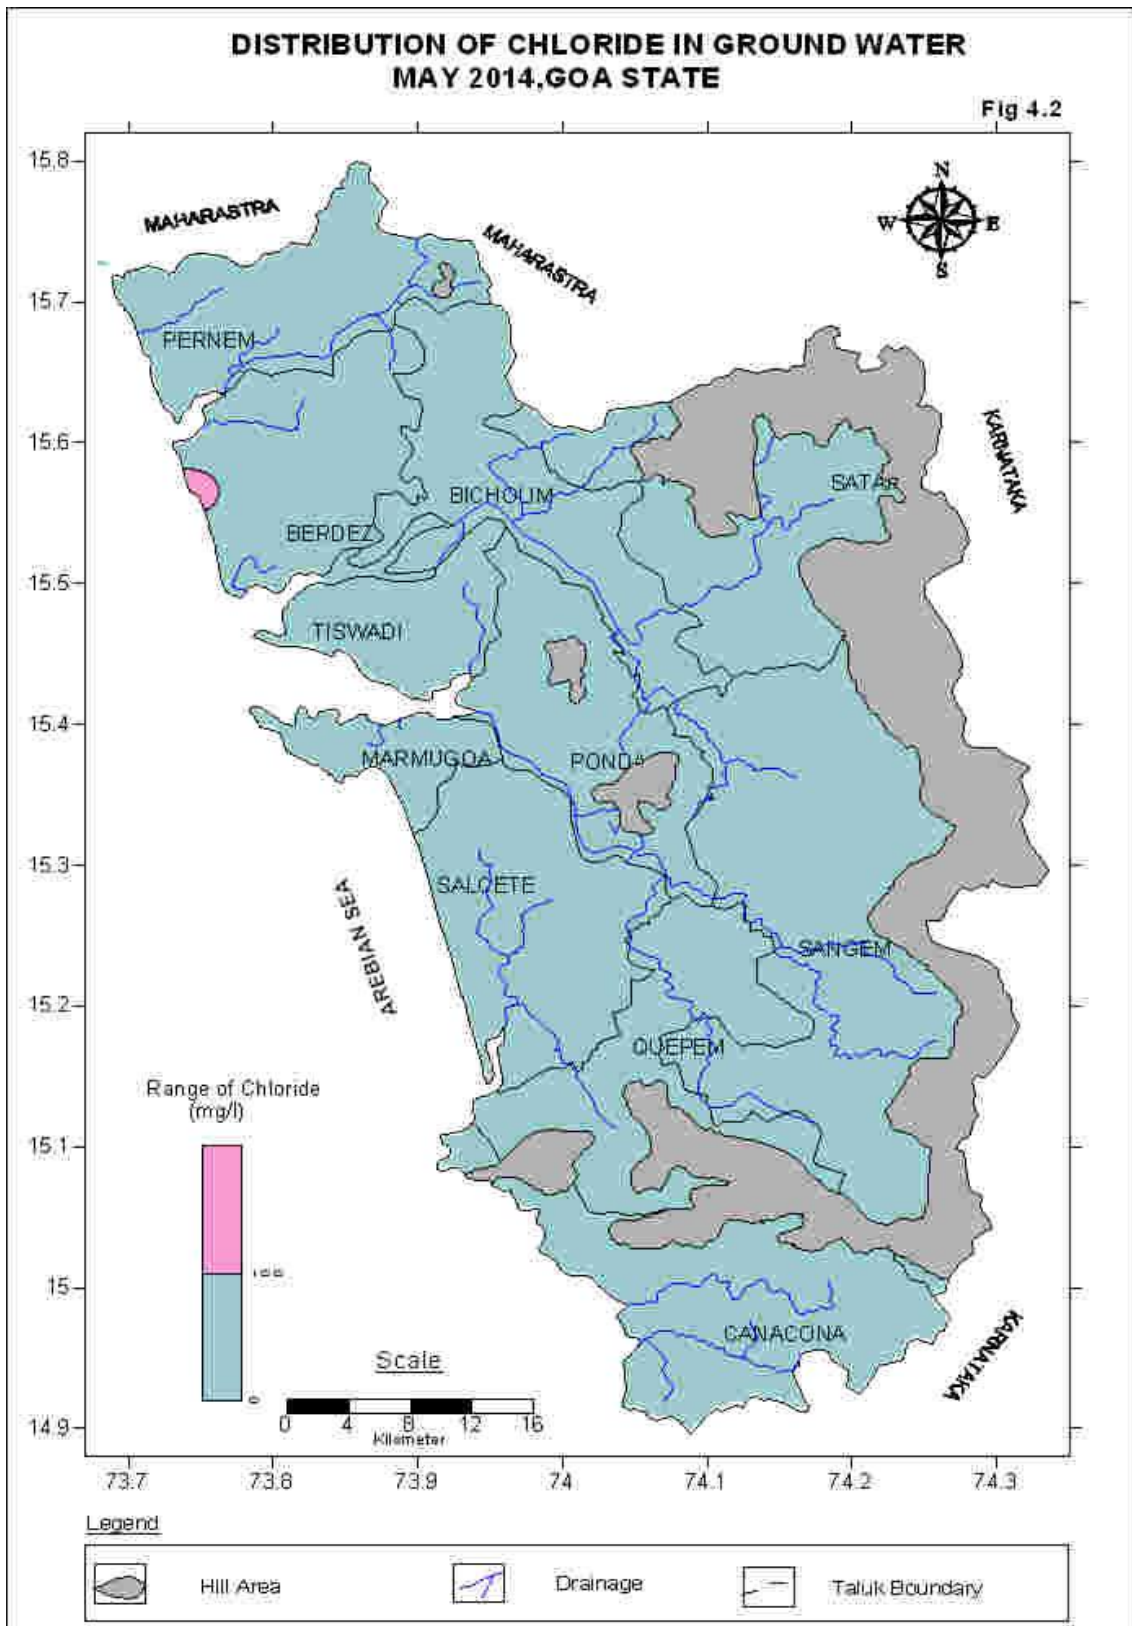 DISTRIBUTION OF CHLORIDE IN GROUND WATER
MAY 2014,GOA STATE
Fig 4.2
15.8
15.7
15.6
15.5
15.4
15.3
15.2
15.1
15
14.9
N
W E
S
MAHARASTRA
MAHARASTRA
KARNATAKA
PERNEM
BICHOLIM
SATAR
BERDEZ
TISWADI
MARMUGOA
PONDA
SALCETE
AREBIAN SEA
SANGEM
QUEPEM
CANACONA
KARNATAKA
Range of Chloride
(mg/l)
0
Scale
0 4 8 12 16
Kilometer
73.7 73.8 73.9 74 74.1 74.2 74.3
Legend
Hill Area
Drainage
Taluk Boundary